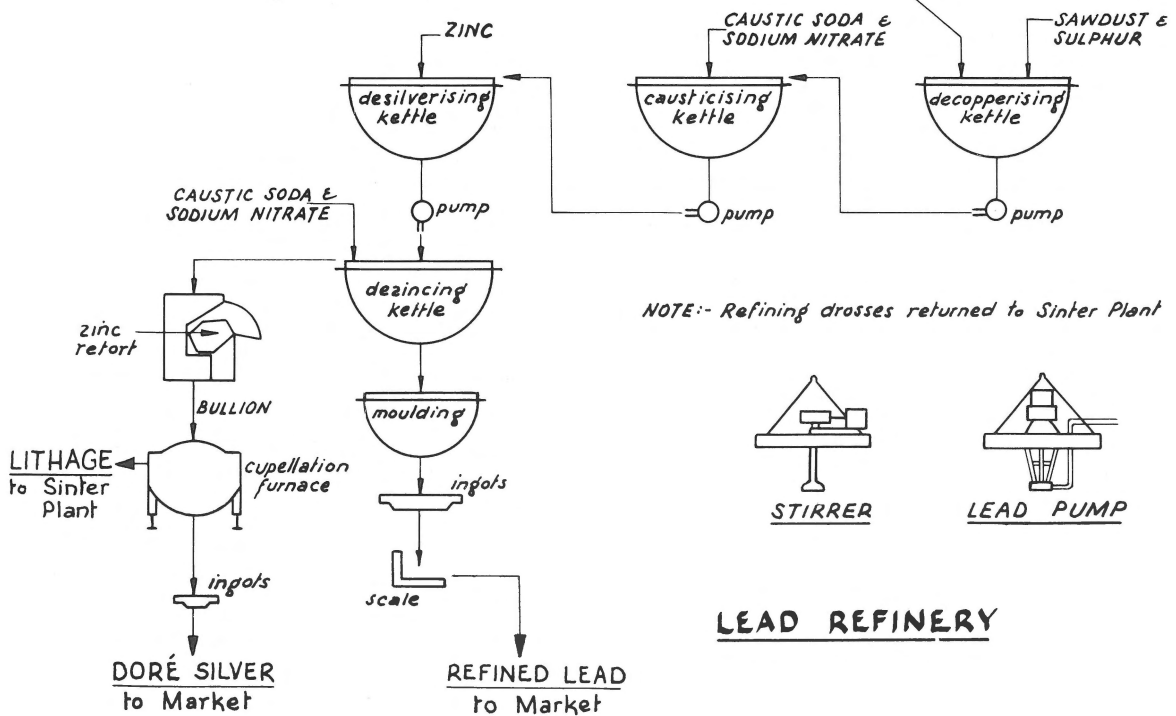 ZINC
CAUSTIC SODA &
SODIUM NITRATE
SAWDUST &
SULPHUR
desilverising
kettle
causticising
kettle
decopperising
kettle
pump
pump
pump
CAUSTIC SODA &
SODIUM NITRATE
dezincing
kettle
NOTE:- Refining drosses returned to Sinter Plant
zinc
retort
BULLION
moulding
LITHAGE
to Sinter
Plant
cupellation
furnace
ingots
STIRRER
LEAD PUMP
ingots
scale
LEAD REFINERY
DORÉ SILVER
to Market
REFINED LEAD
to Market